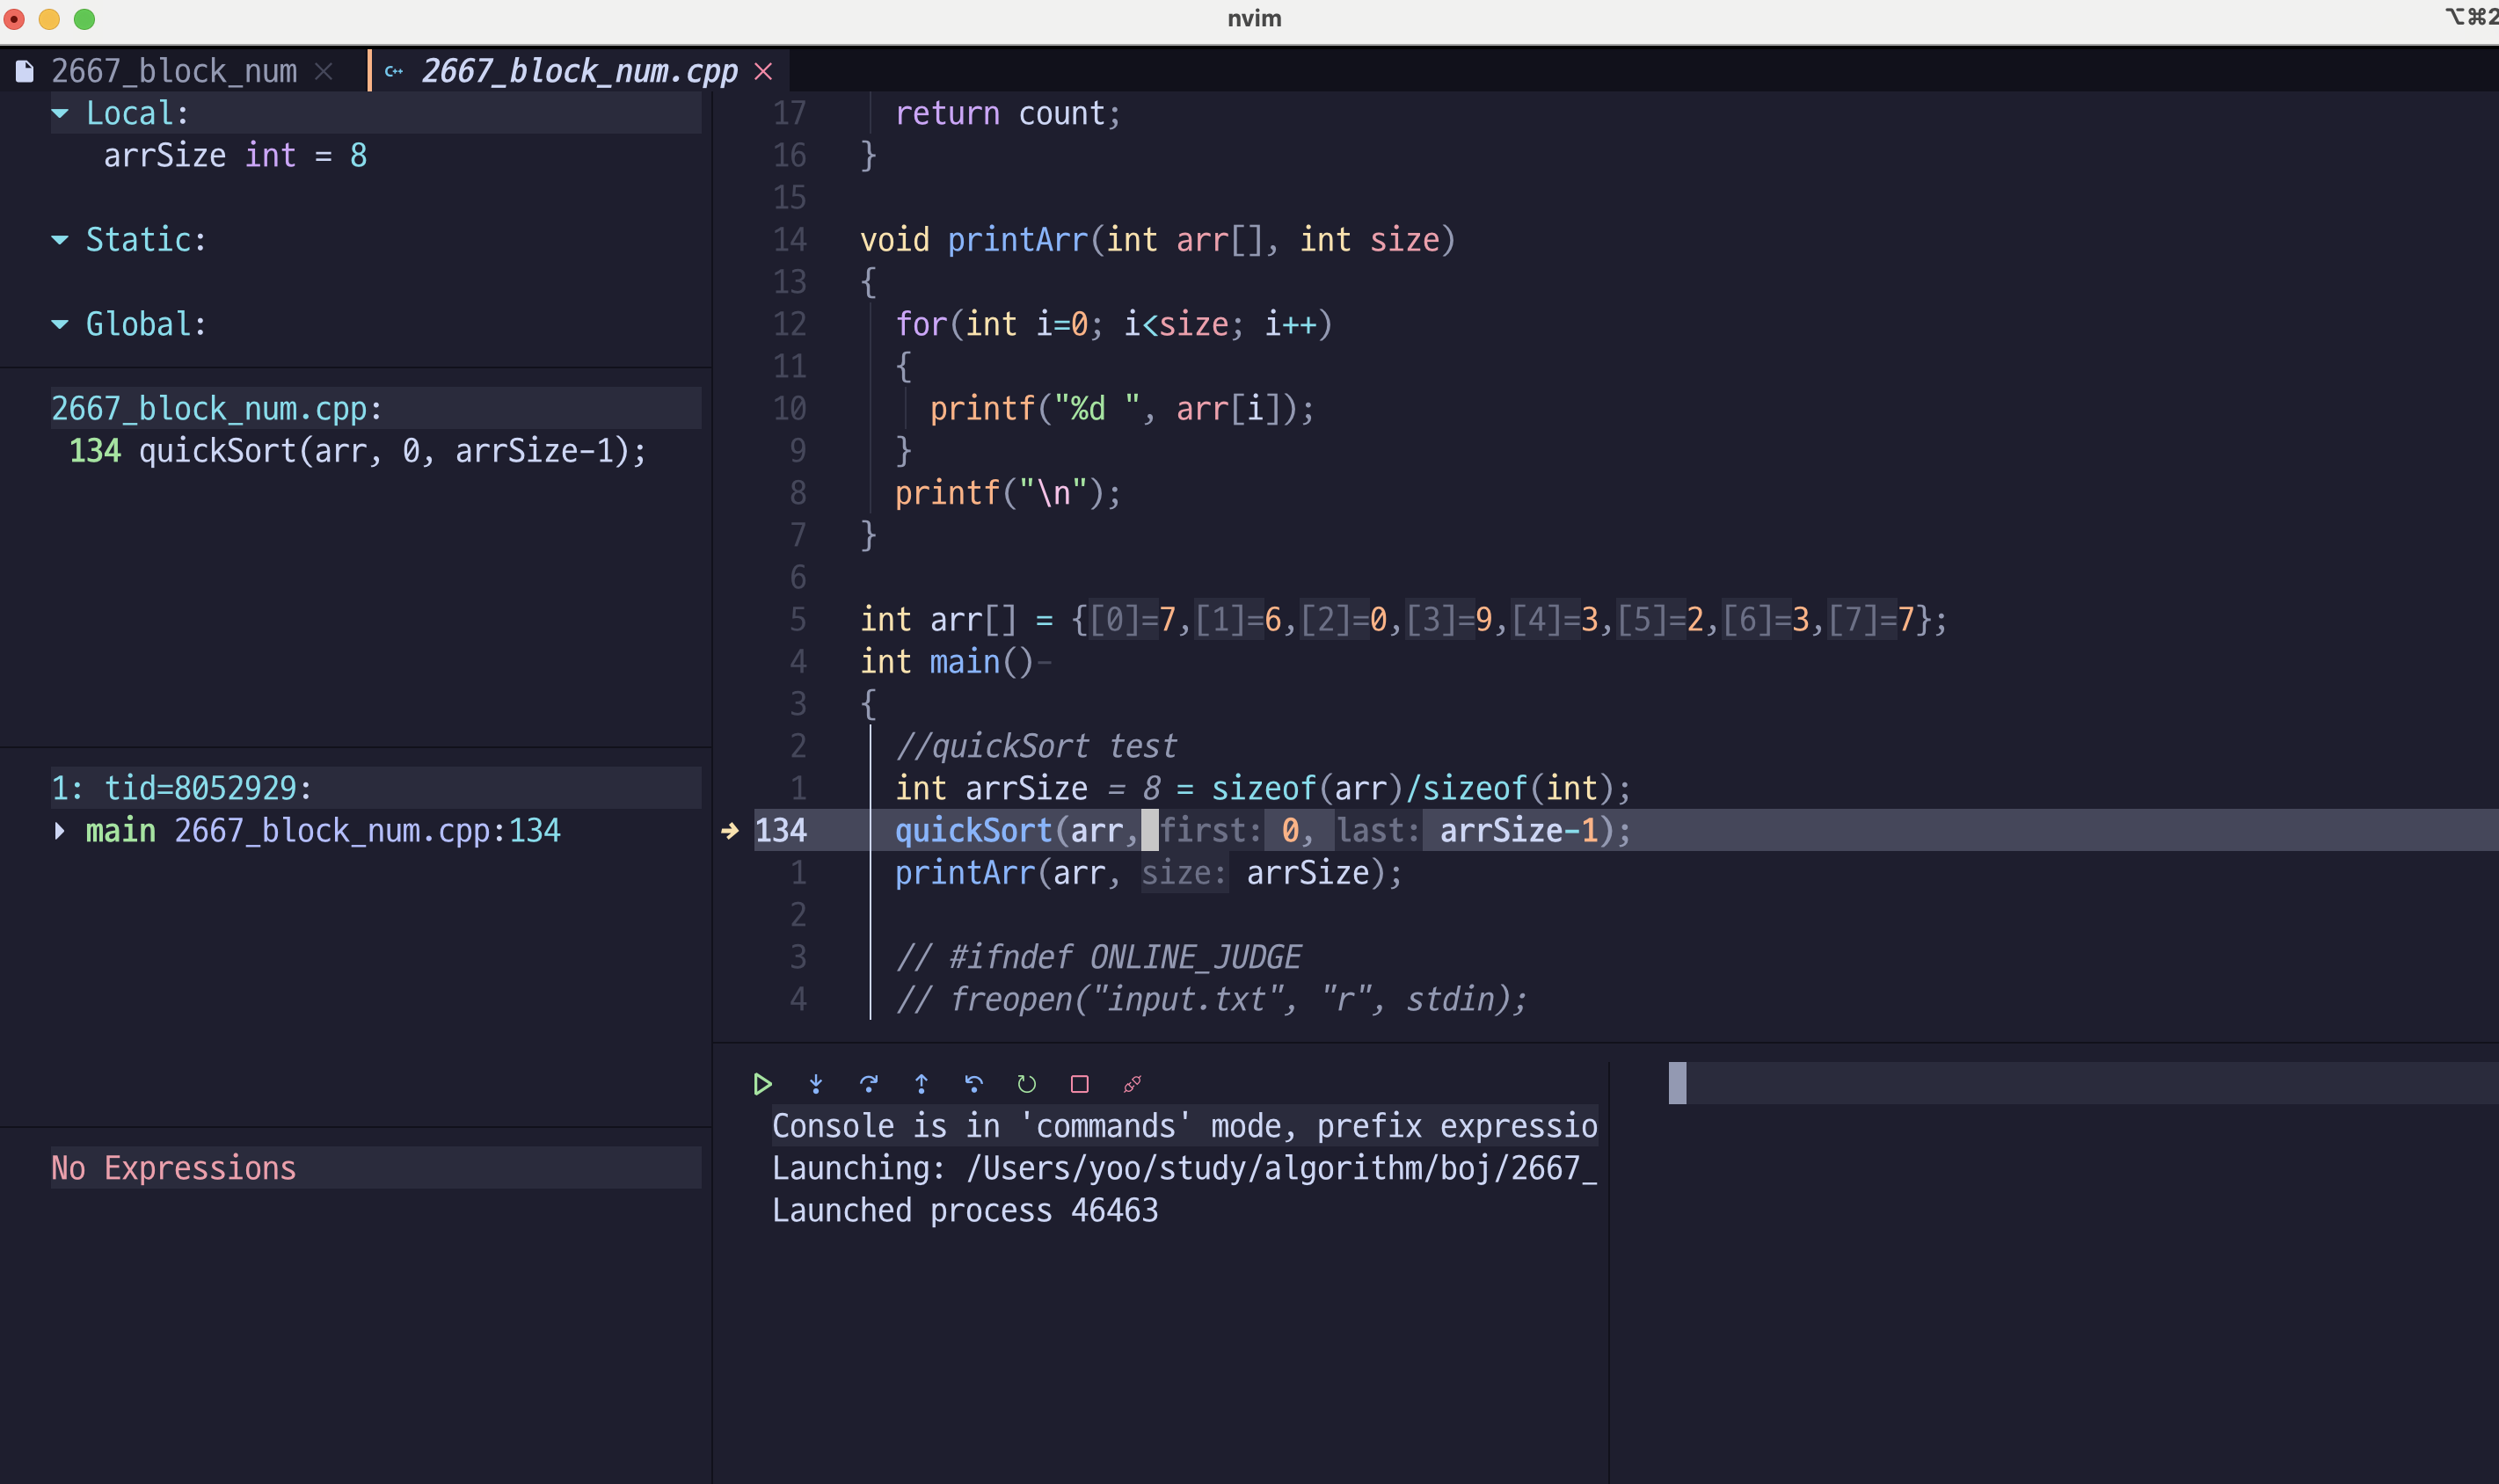 nvim
⌥⌘2
2667_block_num
C++ 2667_block_num.cpp
Local:
arrSize int = 8
Static:
Global:
2667_block_num.cpp:
134 quickSort(arr, 0, arrSize-1);
1: tid=8052929:
main 2667_block_num.cpp:134
No Expressions
17 return count;
16 }
15
14 void printArr(int arr[], int size)
13 {
12 for(int i=0; i<size; i++)
11 {
10 printf("%d ", arr[i]);
9 }
8 printf("\n");
7 }
6
5 int arr[] = {[0]=7,[1]=6,[2]=0,[3]=9,[4]=3,[5]=2,[6]=3,[7]=7};
4 int main()-
3 {
2 //quickSort test
1 int arrSize = 8 = sizeof(arr)/sizeof(int);
134 quickSort(arr, first: 0, last: arrSize-1);
1 printArr(arr, size: arrSize);
2
3 // #ifndef ONLINE_JUDGE
4 // freopen("input.txt", "r", stdin);
Console is in 'commands' mode, prefix expressio
Launching: /Users/yoo/study/algorithm/boj/2667_
Launched process 46463